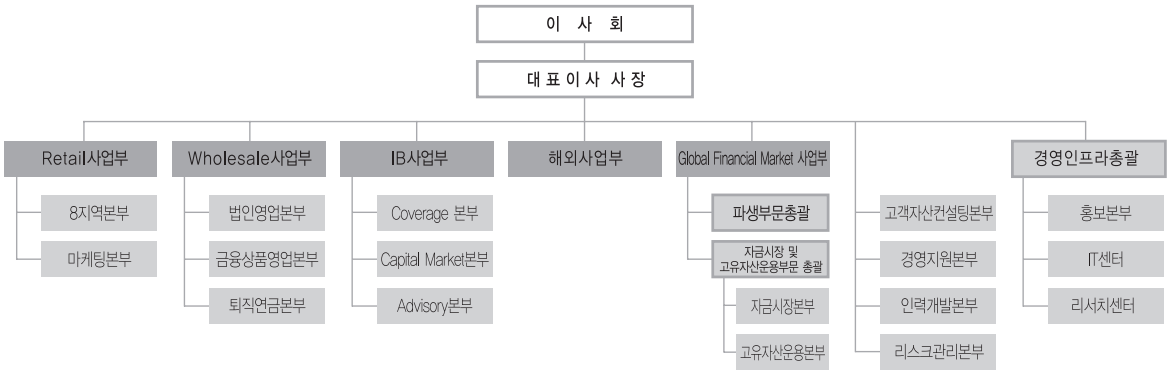 이 사 회
대표이사 사장
Retail사업부
8지역본부
마케팅본부
Wholesale사업부
법인영업본부
금융상품영업본부
퇴직연금본부
IB사업부
Coverage 본부
Capital Market본부
Advisory본부
해외사업부
Global Financial Market 사업부
파생부문총괄
자금시장 및
고유자산운용부문 총괄
자금시장본부
고유자산운용본부
고객자산컨설팅본부
경영지원본부
인력개발본부
리스크관리본부
경영인프라총괄
홍보본부
IT센터
리서치센터